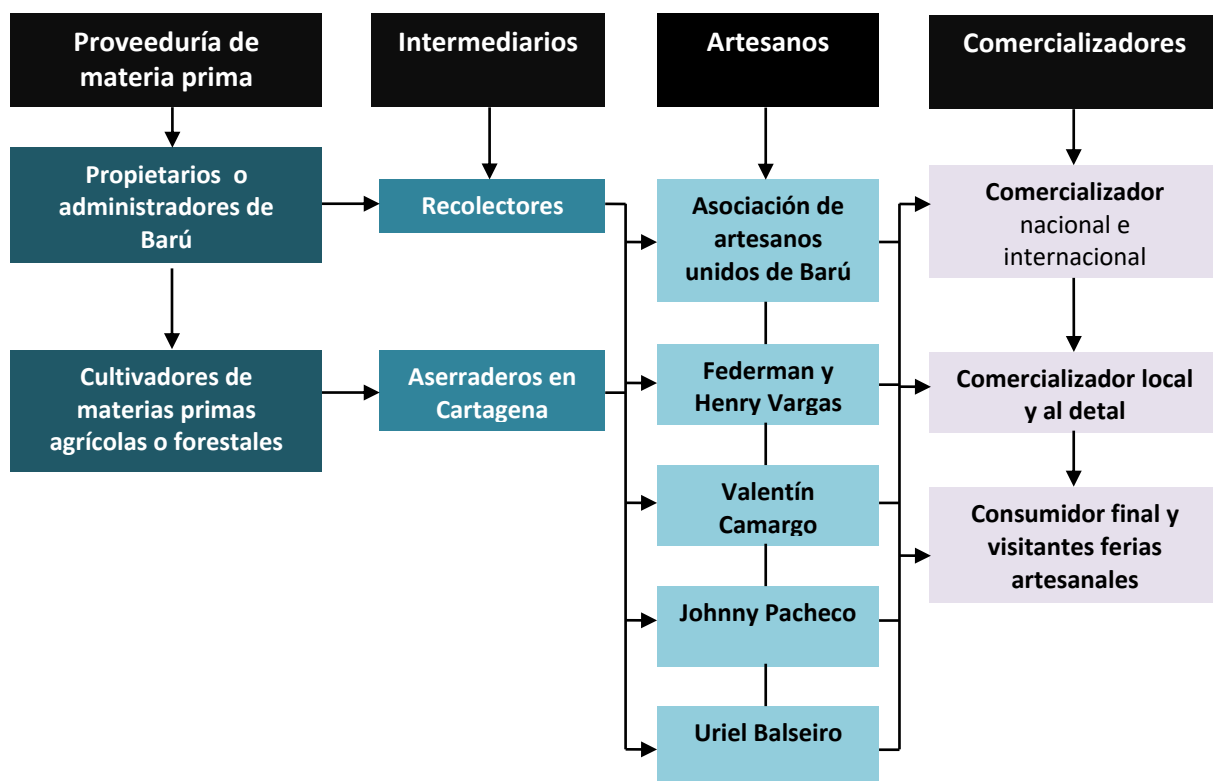 Proveeduría de
materia prima
Intermediarios
Artesanos
Comercializadores
Propietarios o
administradores de
Barú
Recolectores
Asociación de
artesanos
unidos de Barú
Comercializador
nacional e
internacional
Cultivadores de
materias primas
agrícolas o forestales
Aserraderos en
Cartagena
Federman y
Henry Vargas
Comercializador local
y al detal
Valentín
Camargo
Consumidor final y
visitantes ferias
artesanales
Johnny Pacheco
Uriel Balseiro